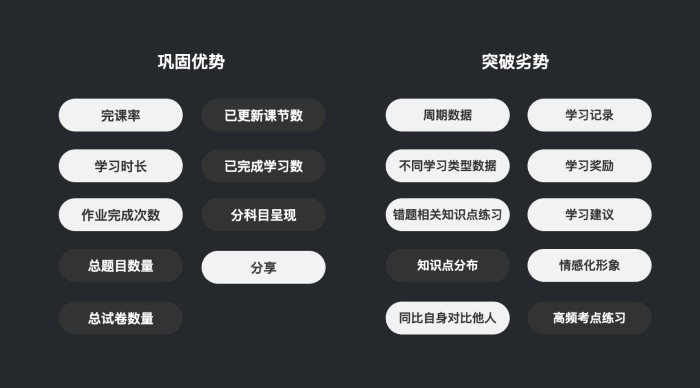 巩固优势
突破劣势
完课率
已更新课节数
周期数据
学习记录
学习时长
已完成学习数
不同学习类型数据
学习奖励
作业完成次数
分科目呈现
错题相关知识点练习
学习建议
总题目数量
分享
知识点分布
情感化形象
总试卷数量
同比自身对比他人
高频考点练习